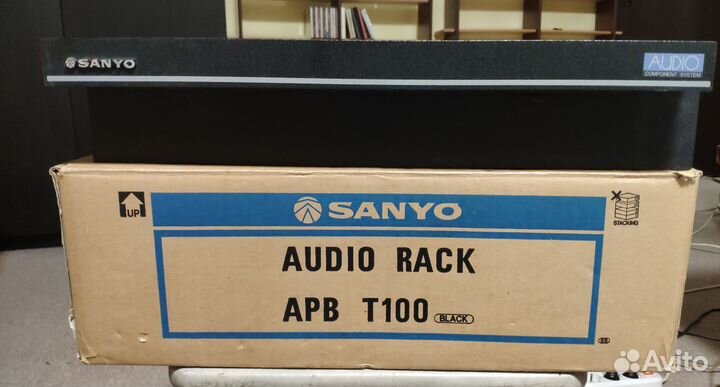 SANYO
AUDIO
COMPONENT SYSTEM
UP
SANYO
STACKING
AUDIO RACK
APB T100 BLACK
Avito